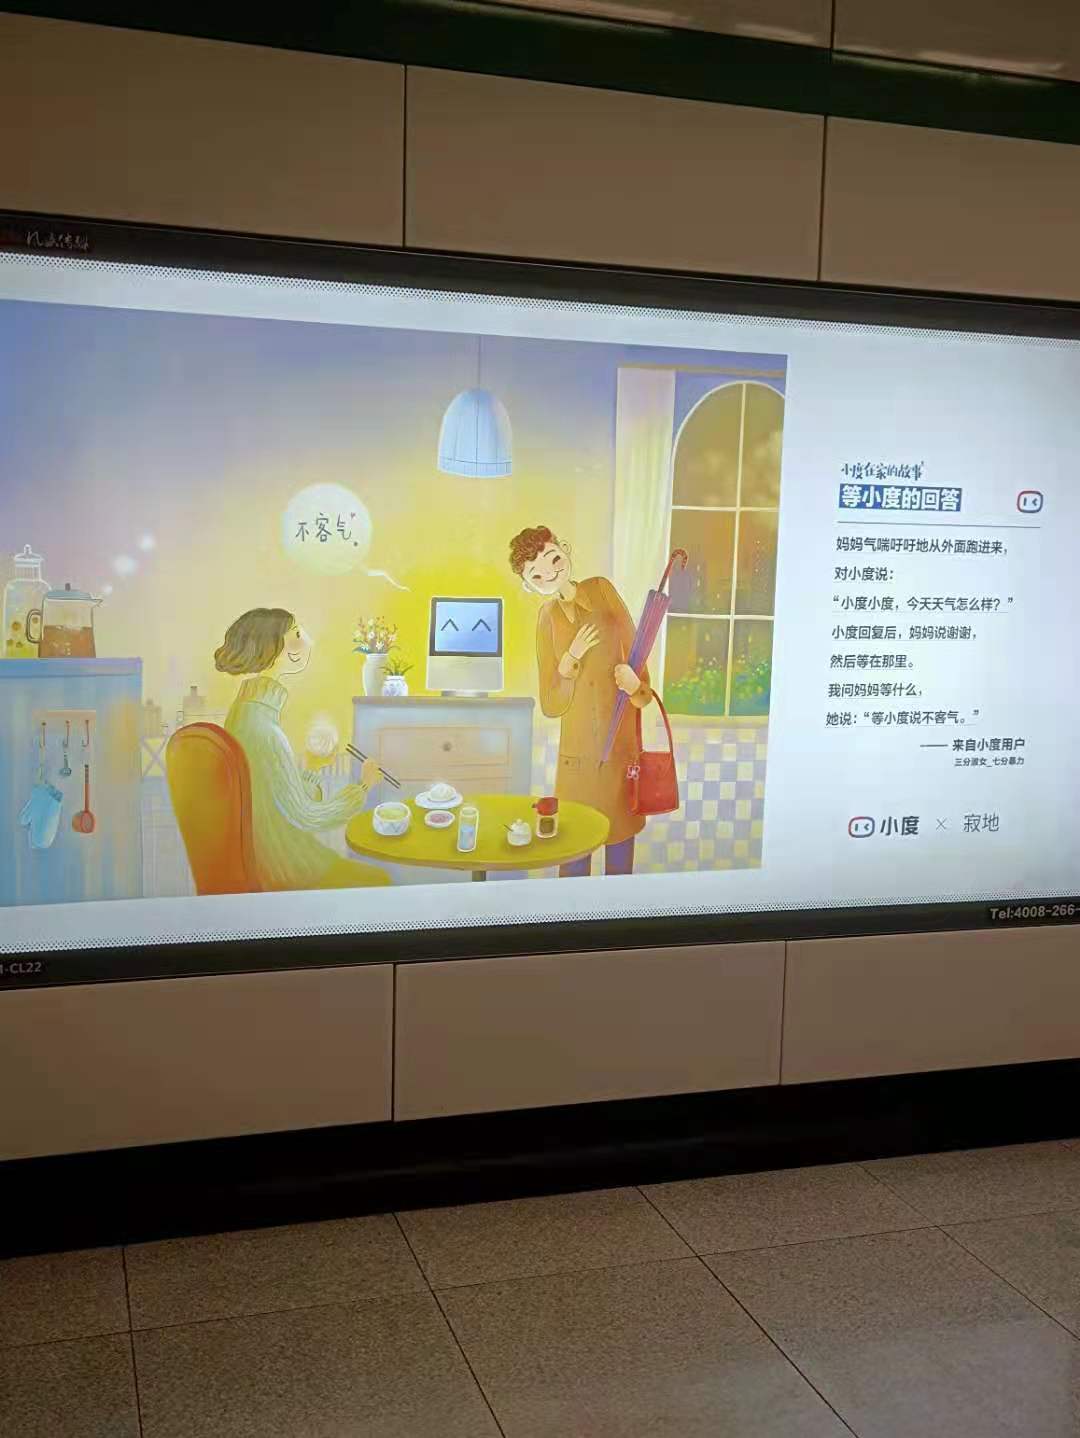 风盛传媒
不客气
小度在家的故事
等小度的回答
妈妈气喘吁吁地从外面跑进来，
对小度说：
“小度小度，今天天气怎么样？”
小度回复后，妈妈说谢谢，
然后等在那里。
我问妈妈等什么，
她说：“等小度说不客气。”
—— 来自小度用户
三分淑女_七分暴力
小度 × 寂地
Tel:4008-266-
-CL22